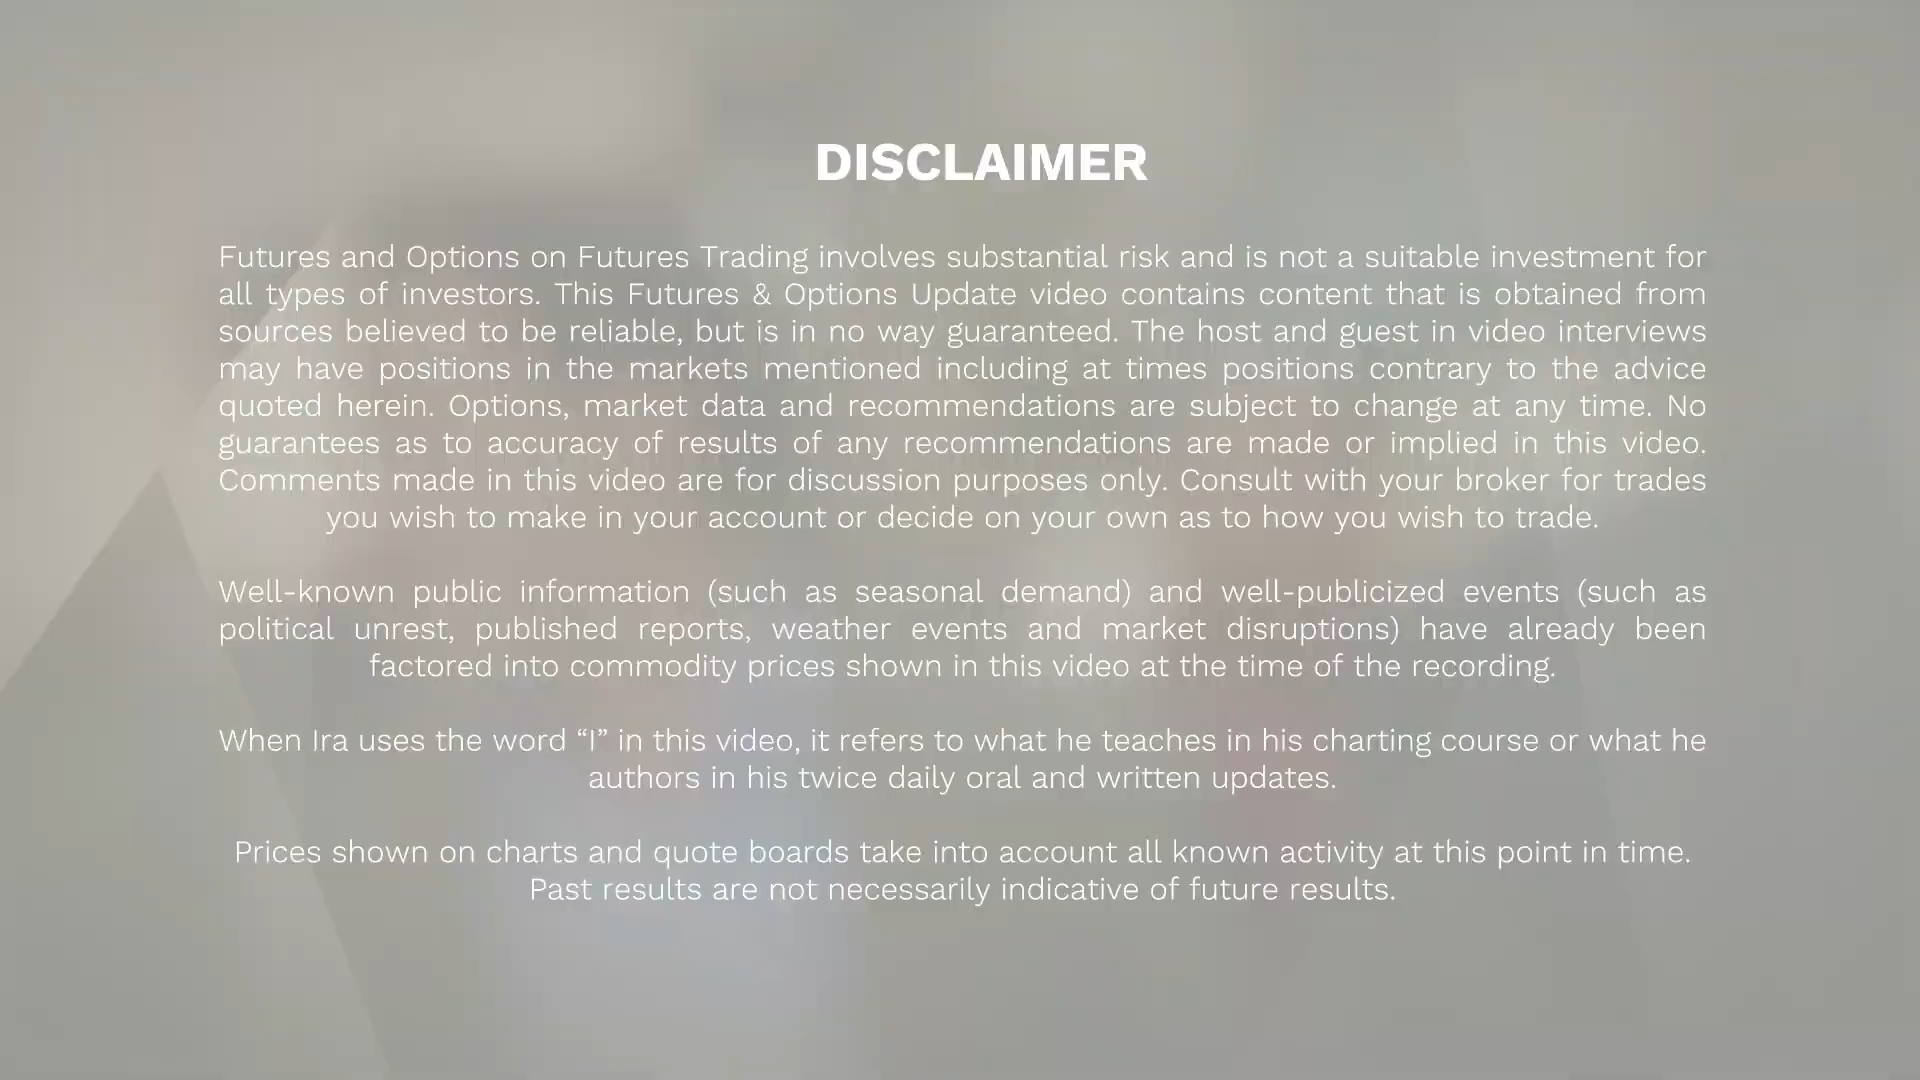 DISCLAIMER
Futures and Options on Futures Trading involves substantial risk and is not a suitable investment for
all types of investors. This Futures & Options Update video contains content that is obtained from
sources believed to be reliable, but is in no way guaranteed. The host and guest in video interviews
may have positions in the markets mentioned including at times positions contrary to the advice
quoted herein. Options, market data and recommendations are subject to change at any time. No
guarantees as to accuracy of results of any recommendations are made or implied in this video.
Comments made in this video are for discussion purposes only. Consult with your broker for trades
you wish to make in your account or decide on your own as to how you wish to trade.
Well-known public information (such as seasonal demand) and well-publicized events (such as
political unrest, published reports, weather events and market disruptions) have already been
factored into commodity prices shown in this video at the time of the recording.
When Ira uses the word “I” in this video, it refers to what he teaches in his charting course or what he
authors in his twice daily oral and written updates.
Prices shown on charts and quote boards take into account all known activity at this point in time.
Past results are not necessarily indicative of future results.